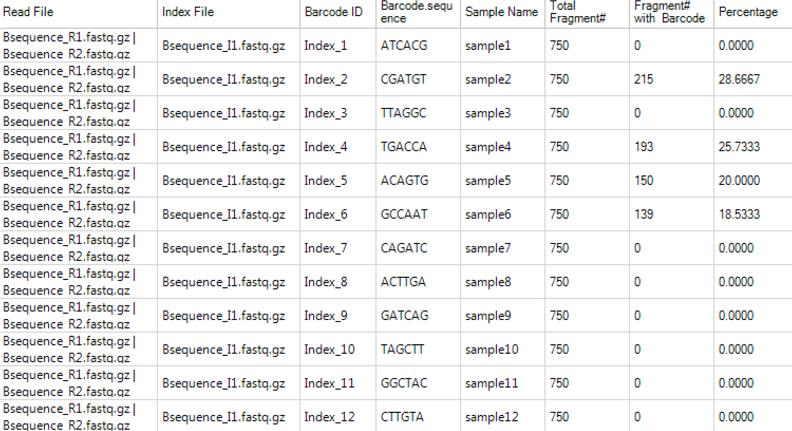 Read File Index File Barcode ID Barcode.sequ ence Sample Name Total Fragment# Fragment# with Barcode Percentage
Bsequence_R1.fastq.gz | Bsequence_R2.fastq.gz Bsequence_I1.fastq.gz Index_1 ATCACG sample1 750 0 0.0000
Bsequence_R1.fastq.gz | Bsequence_R2.fastq.gz Bsequence_I1.fastq.gz Index_2 CGATGT sample2 750 215 28.6667
Bsequence_R1.fastq.gz | Bsequence_R2.fastq.gz Bsequence_I1.fastq.gz Index_3 TTAGGC sample3 750 0 0.0000
Bsequence_R1.fastq.gz | Bsequence_R2.fastq.gz Bsequence_I1.fastq.gz Index_4 TGACCA sample4 750 193 25.7333
Bsequence_R1.fastq.gz | Bsequence_R2.fastq.gz Bsequence_I1.fastq.gz Index_5 ACAGTG sample5 750 150 20.0000
Bsequence_R1.fastq.gz | Bsequence_R2.fastq.gz Bsequence_I1.fastq.gz Index_6 GCCAAT sample6 750 139 18.5333
Bsequence_R1.fastq.gz | Bsequence_R2.fastq.gz Bsequence_I1.fastq.gz Index_7 CAGATC sample7 750 0 0.0000
Bsequence_R1.fastq.gz | Bsequence_R2.fastq.gz Bsequence_I1.fastq.gz Index_8 ACTTGA sample8 750 0 0.0000
Bsequence_R1.fastq.gz | Bsequence_R2.fastq.gz Bsequence_I1.fastq.gz Index_9 GATCAG sample9 750 0 0.0000
Bsequence_R1.fastq.gz | Bsequence_R2.fastq.gz Bsequence_I1.fastq.gz Index_10 TAGCTT sample10 750 0 0.0000
Bsequence_R1.fastq.gz | Bsequence_R2.fastq.gz Bsequence_I1.fastq.gz Index_11 GGCTAC sample11 750 0 0.0000
Bsequence_R1.fastq.gz | Bsequence_R2.fastq.gz Bsequence_I1.fastq.gz Index_12 CTTGTA sample12 750 0 0.0000